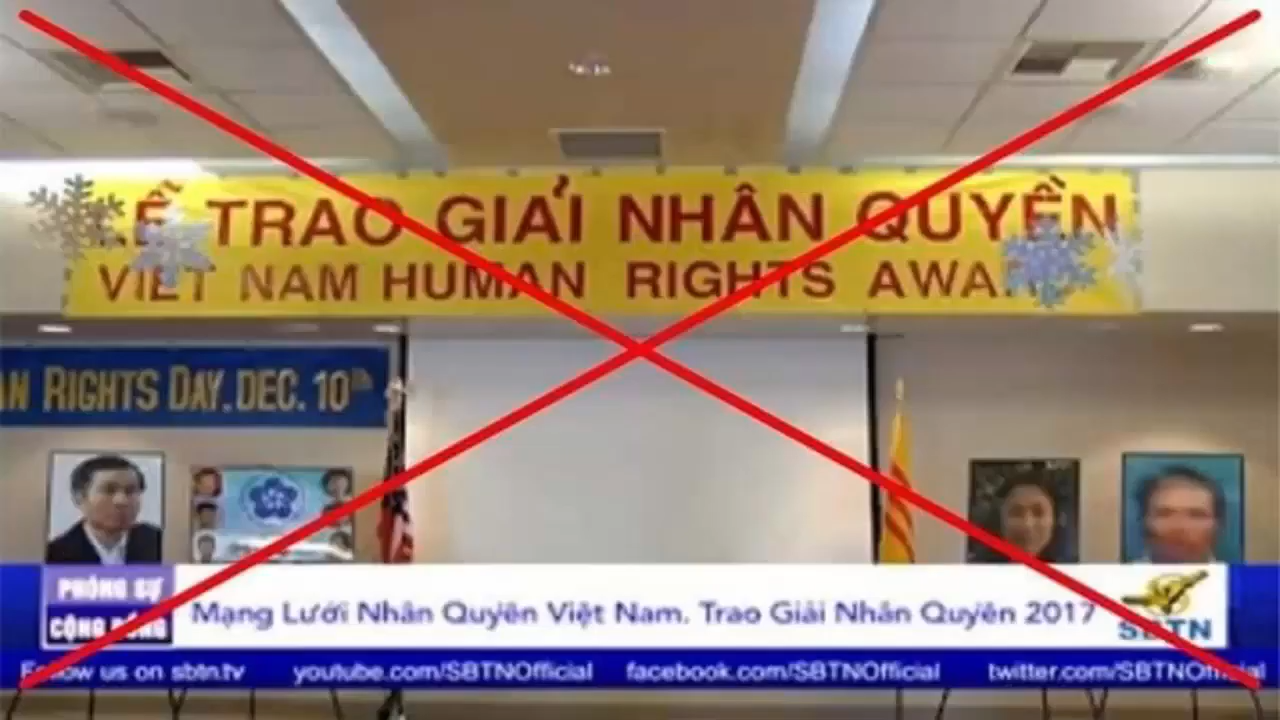 LỄ TRAO GIẢI NHÂN QUYỀN
VIỆT NAM HUMAN RIGHTS AWARD
RIGHTS DAY. DEC. 10th
PHÓNG SỰ
CỘNG ĐỒNG
Mạng Lưới Nhân Quyền Việt Nam. Trao Giải Nhân Quyền 2017
SBTN
Follow us on sbtn.tv
youtube.com/SBTNOfficial
facebook.com/SBTNOfficial
twitter.com/SBTNOfficial